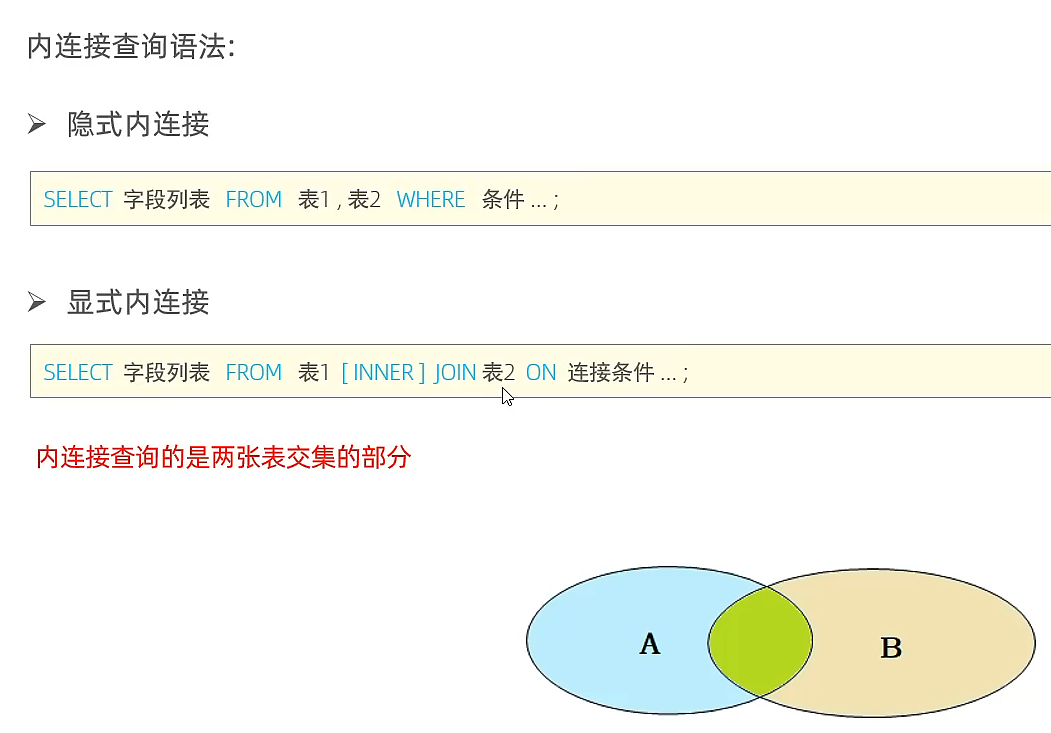 内连接查询语法:
隐式内连接
SELECT 字段列表 FROM 表1 , 表2 WHERE 条件 ... ;
显式内连接
SELECT 字段列表 FROM 表1 [ INNER ] JOIN 表2 ON 连接条件 ... ;
内连接查询的是两张表交集的部分
A
B